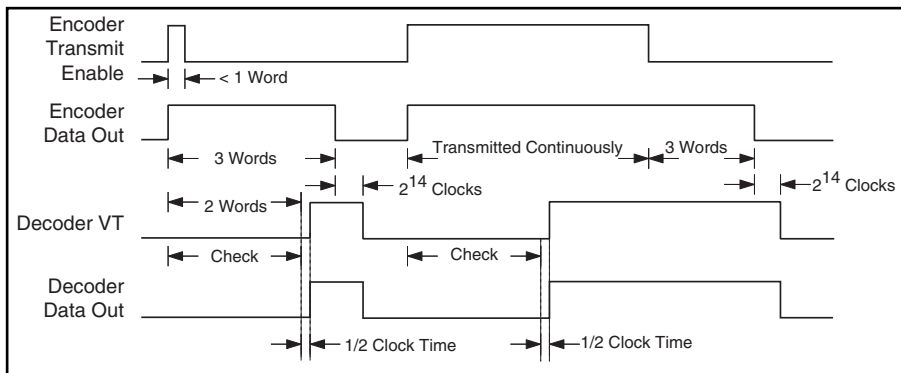 Encoder
Transmit
Enable
< 1 Word
Encoder
Data Out
3 Words
Transmitted Continuously
3 Words
2^14 Clocks
2^14 Clocks
2 Words
Decoder VT
Check
Check
Decoder
Data Out
1/2 Clock Time
1/2 Clock Time